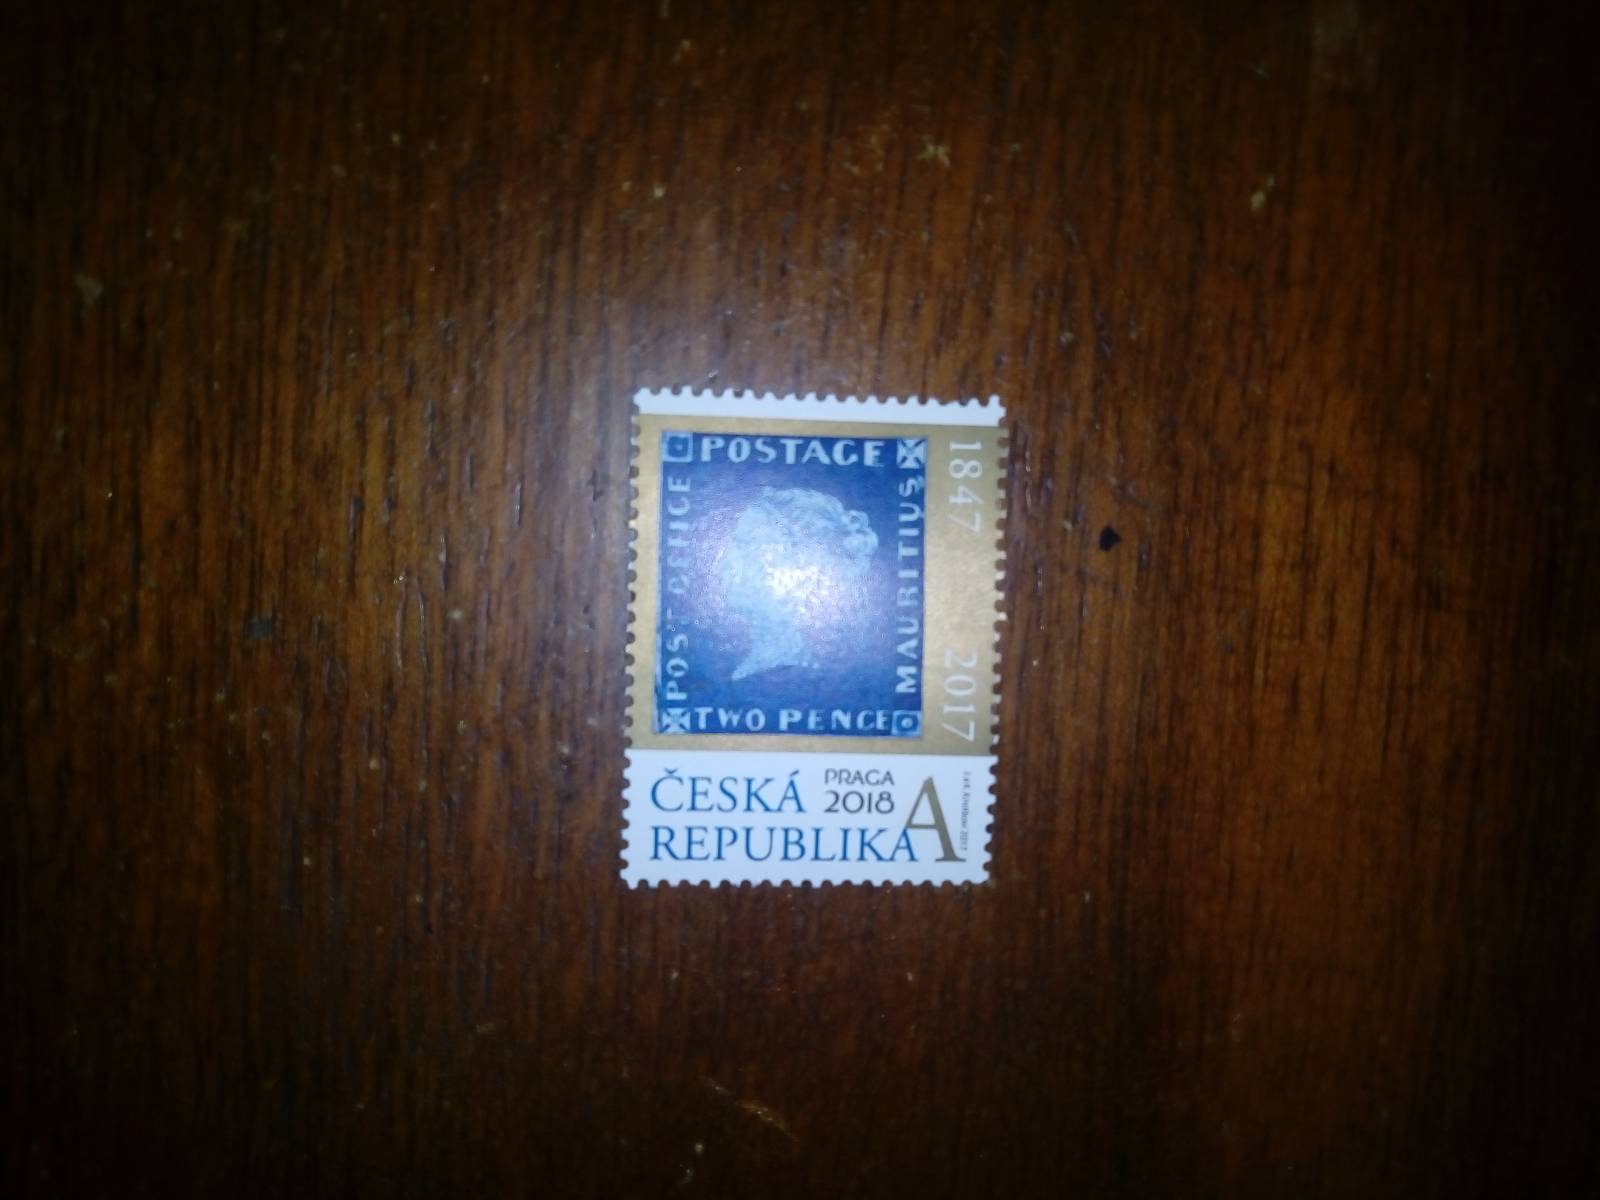 POSTAGE
POST OFFICE
MAURITIUS
TWO PENCE
1847 2017
ČESKÁ
REPUBLIKA
PRAGA
2018
A